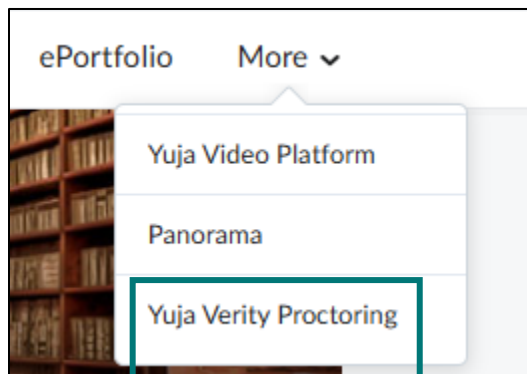 ePortfolio More
Yuja Video Platform
Panorama
Yuja Verity Proctoring